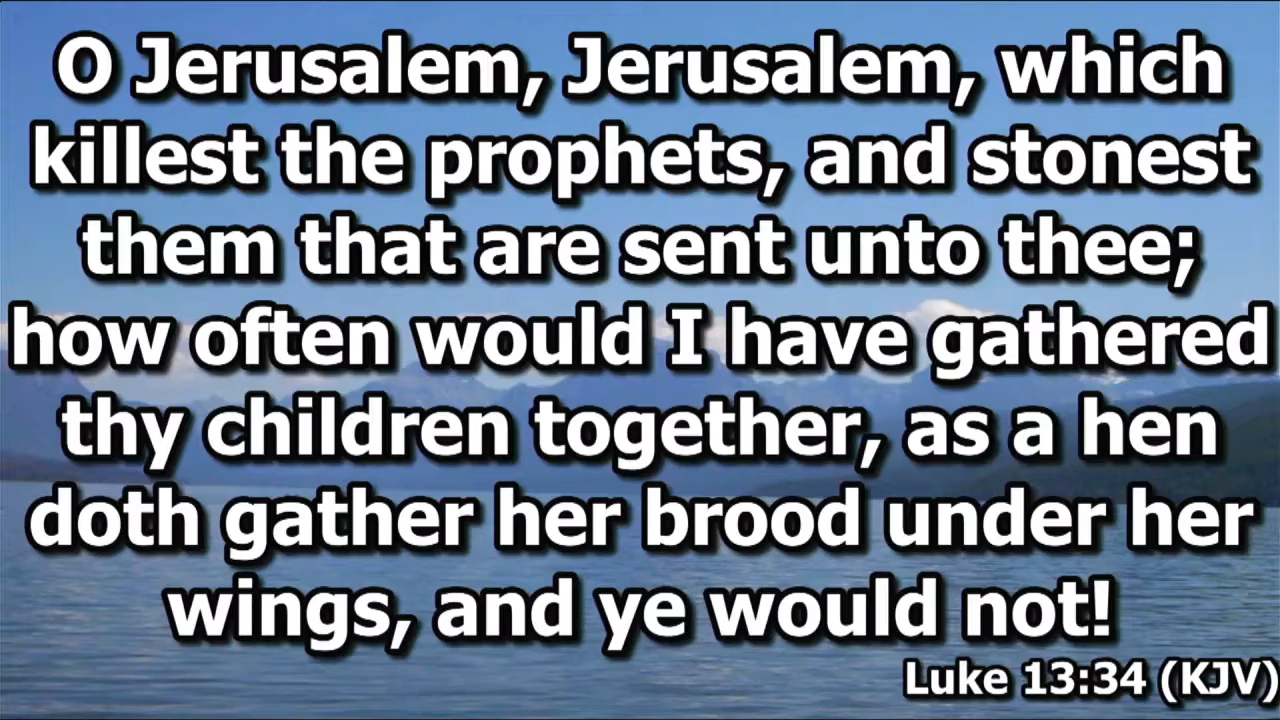 O Jerusalem, Jerusalem, which
killest the prophets, and stonest
them that are sent unto thee;
how often would I have gathered
thy children together, as a hen
doth gather her brood under her
wings, and ye would not!
Luke 13:34 (KJV)